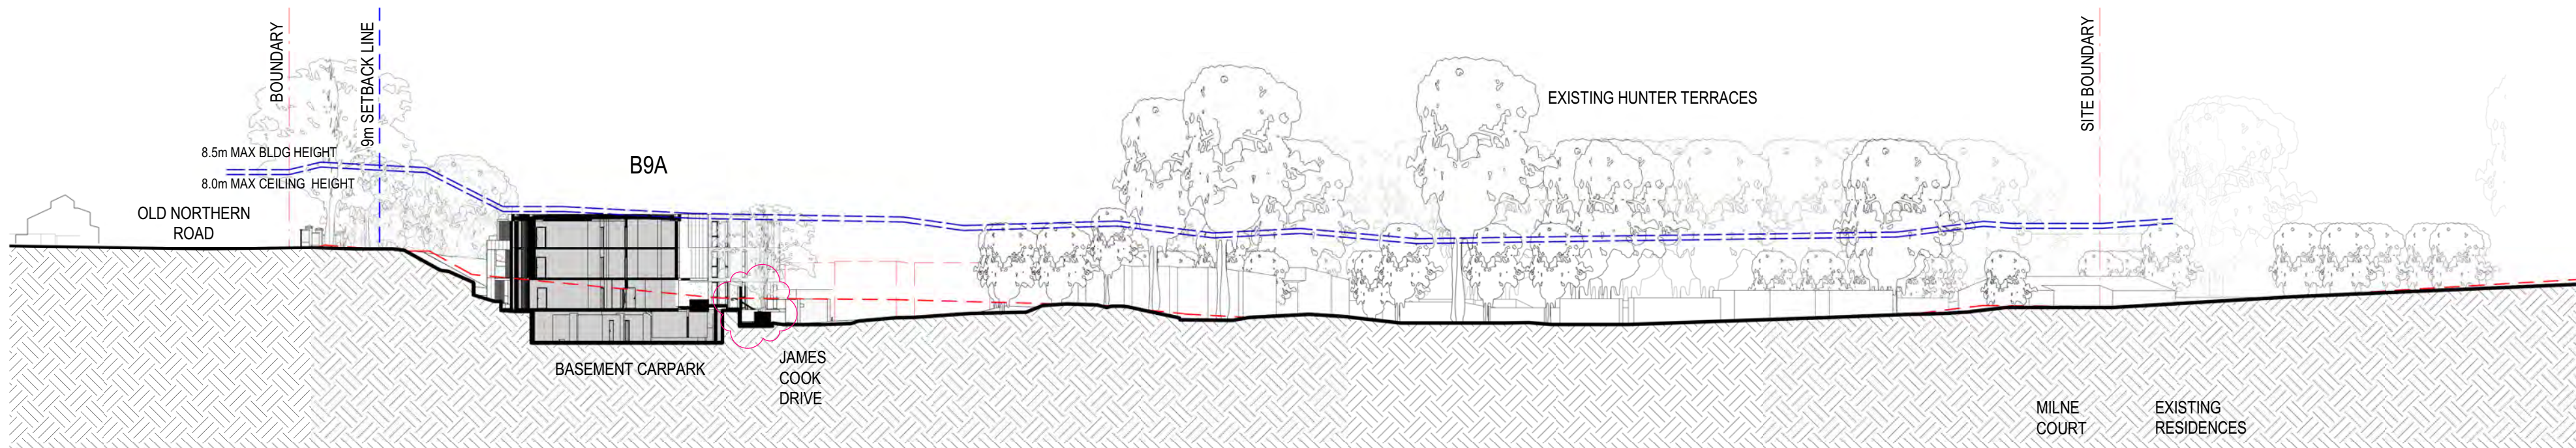 BOUNDARY
9m SETBACK LINE
8.5m MAX BLDG HEIGHT
8.0m MAX CEILING HEIGHT
OLD NORTHERN
ROAD
B9A
BASEMENT CARPARK
JAMES
COOK
DRIVE
EXISTING HUNTER TERRACES
SITE BOUNDARY
MILNE
COURT
EXISTING
RESIDENCES